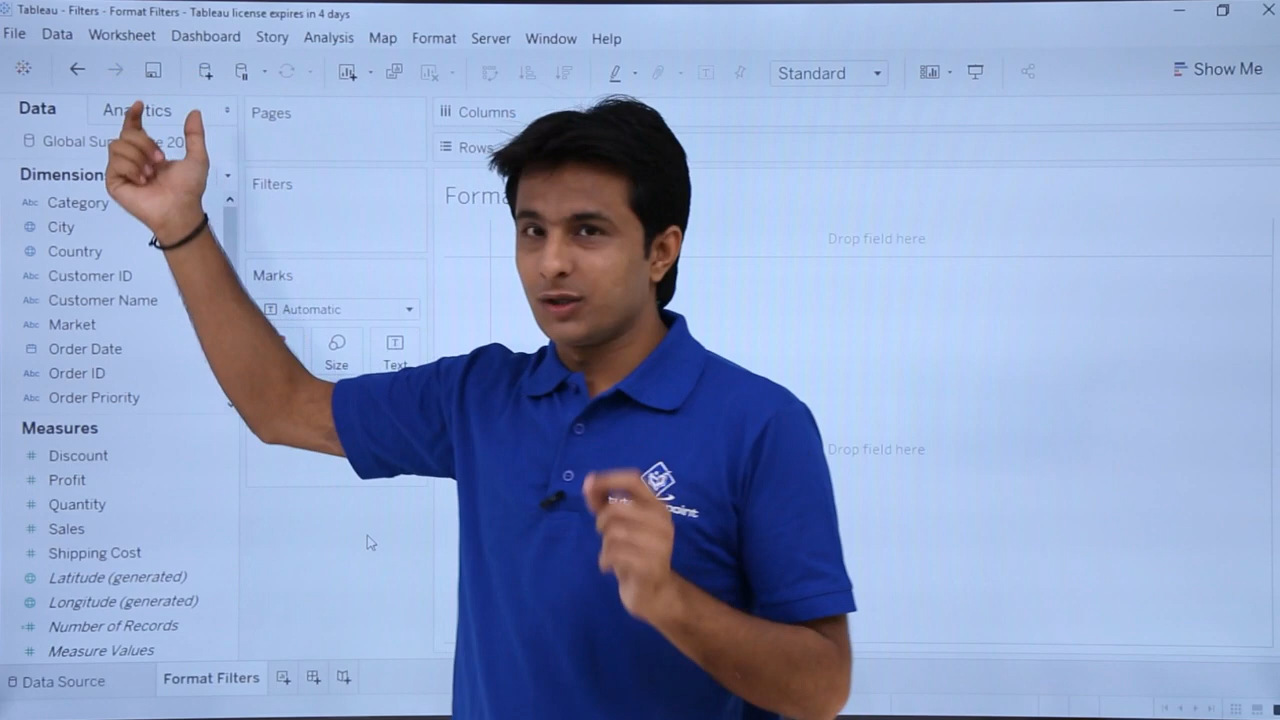 Tableau - Filters - Format Filters - Tableau license expires in 4 days
File Data Worksheet Dashboard Story Analysis Map Format Server Window Help
Standard
Show Me
Data
Pages
Columns
Rows
Filters
Category
City
Country
Customer ID
Customer Name
Market
Order Date
Order ID
Order Priority
Marks
Automatic
Size
Text
Drop field here
Drop field here
Measures
Discount
Profit
Quantity
Sales
Shipping Cost
Latitude (generated)
Longitude (generated)
Number of Records
Measure Values
Data Source
Format Filters